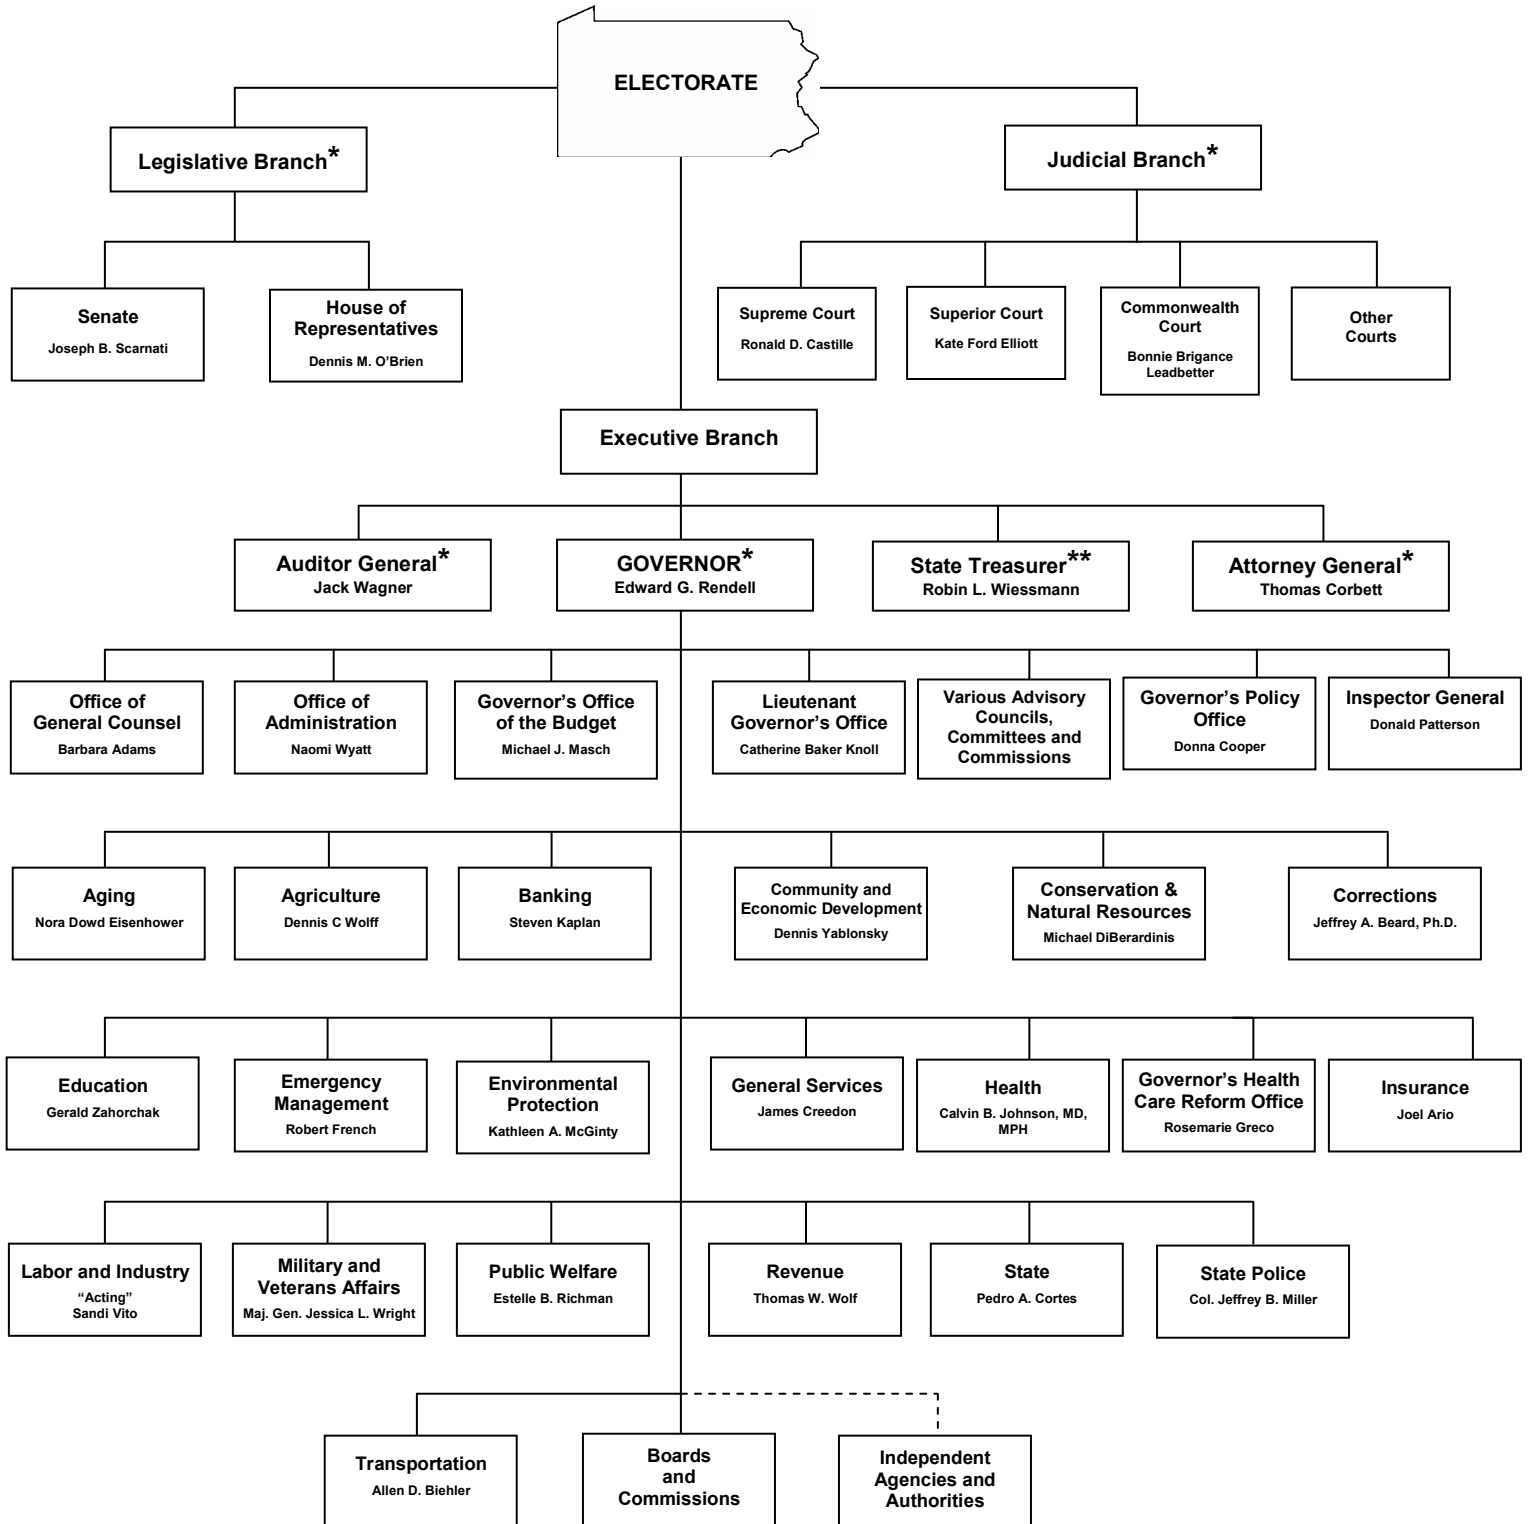 ELECTORATE
Legislative Branch*
Judicial Branch*
Senate
Joseph B. Scarnati
House of
Representatives
Dennis M. O’Brien
Supreme Court
Ronald D. Castille
Superior Court
Kate Ford Elliott
Commonwealth
Court
Bonnie Brigance
Leadbetter
Other
Courts
Executive Branch
Auditor General*
Jack Wagner
GOVERNOR*
Edward G. Rendell
State Treasurer**
Robin L. Wiessmann
Attorney General*
Thomas Corbett
Office of
General Counsel
Barbara Adams
Office of
Administration
Naomi Wyatt
Governor’s Office
of the Budget
Michael J. Masch
Lieutenant
Governor’s Office
Catherine Baker Knoll
Various Advisory
Councils,
Committees and
Commissions
Governor’s Policy
Office
Donna Cooper
Inspector General
Donald Patterson
Aging
Nora Dowd Eisenhower
Agriculture
Dennis C Wolff
Banking
Steven Kaplan
Community and
Economic Development
Dennis Yablonsky
Conservation &
Natural Resources
Michael DiBerardinis
Corrections
Jeffrey A. Beard, Ph.D.
Education
Gerald Zahorchak
Emergency
Management
Robert French
Environmental
Protection
Kathleen A. McGinty
General Services
James Creedon
Health
Calvin B. Johnson, MD,
MPH
Governor’s Health
Care Reform Office
Rosemarie Greco
Insurance
Joel Ario
Labor and Industry
“Acting”
Sandi Vito
Military and
Veterans Affairs
Maj. Gen. Jessica L. Wright
Public Welfare
Estelle B. Richman
Revenue
Thomas W. Wolf
State
Pedro A. Cortes
State Police
Col. Jeffrey B. Miller
Transportation
Allen D. Biehler
Boards
and
Commissions
Independent
Agencies and
Authorities